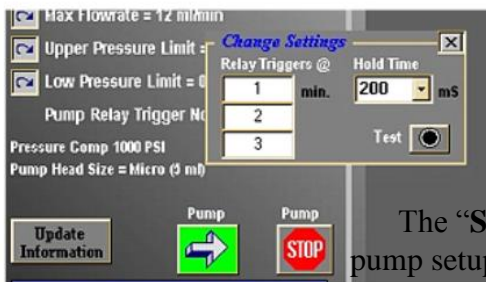 Max Flowrate = 12 ml/min
Upper Pressure Limit =
Low Pressure Limit = 0
Pump Relay Trigger No
Pressure Comp 1000 PSI
Pump Head Size = Micro (5 ml)
Change Settings
X
Relay Triggers @
Hold Time
1
min.
200
mS
2
3
Test
Update
Information
Pump
Pump
STOP
The “S
pump setup